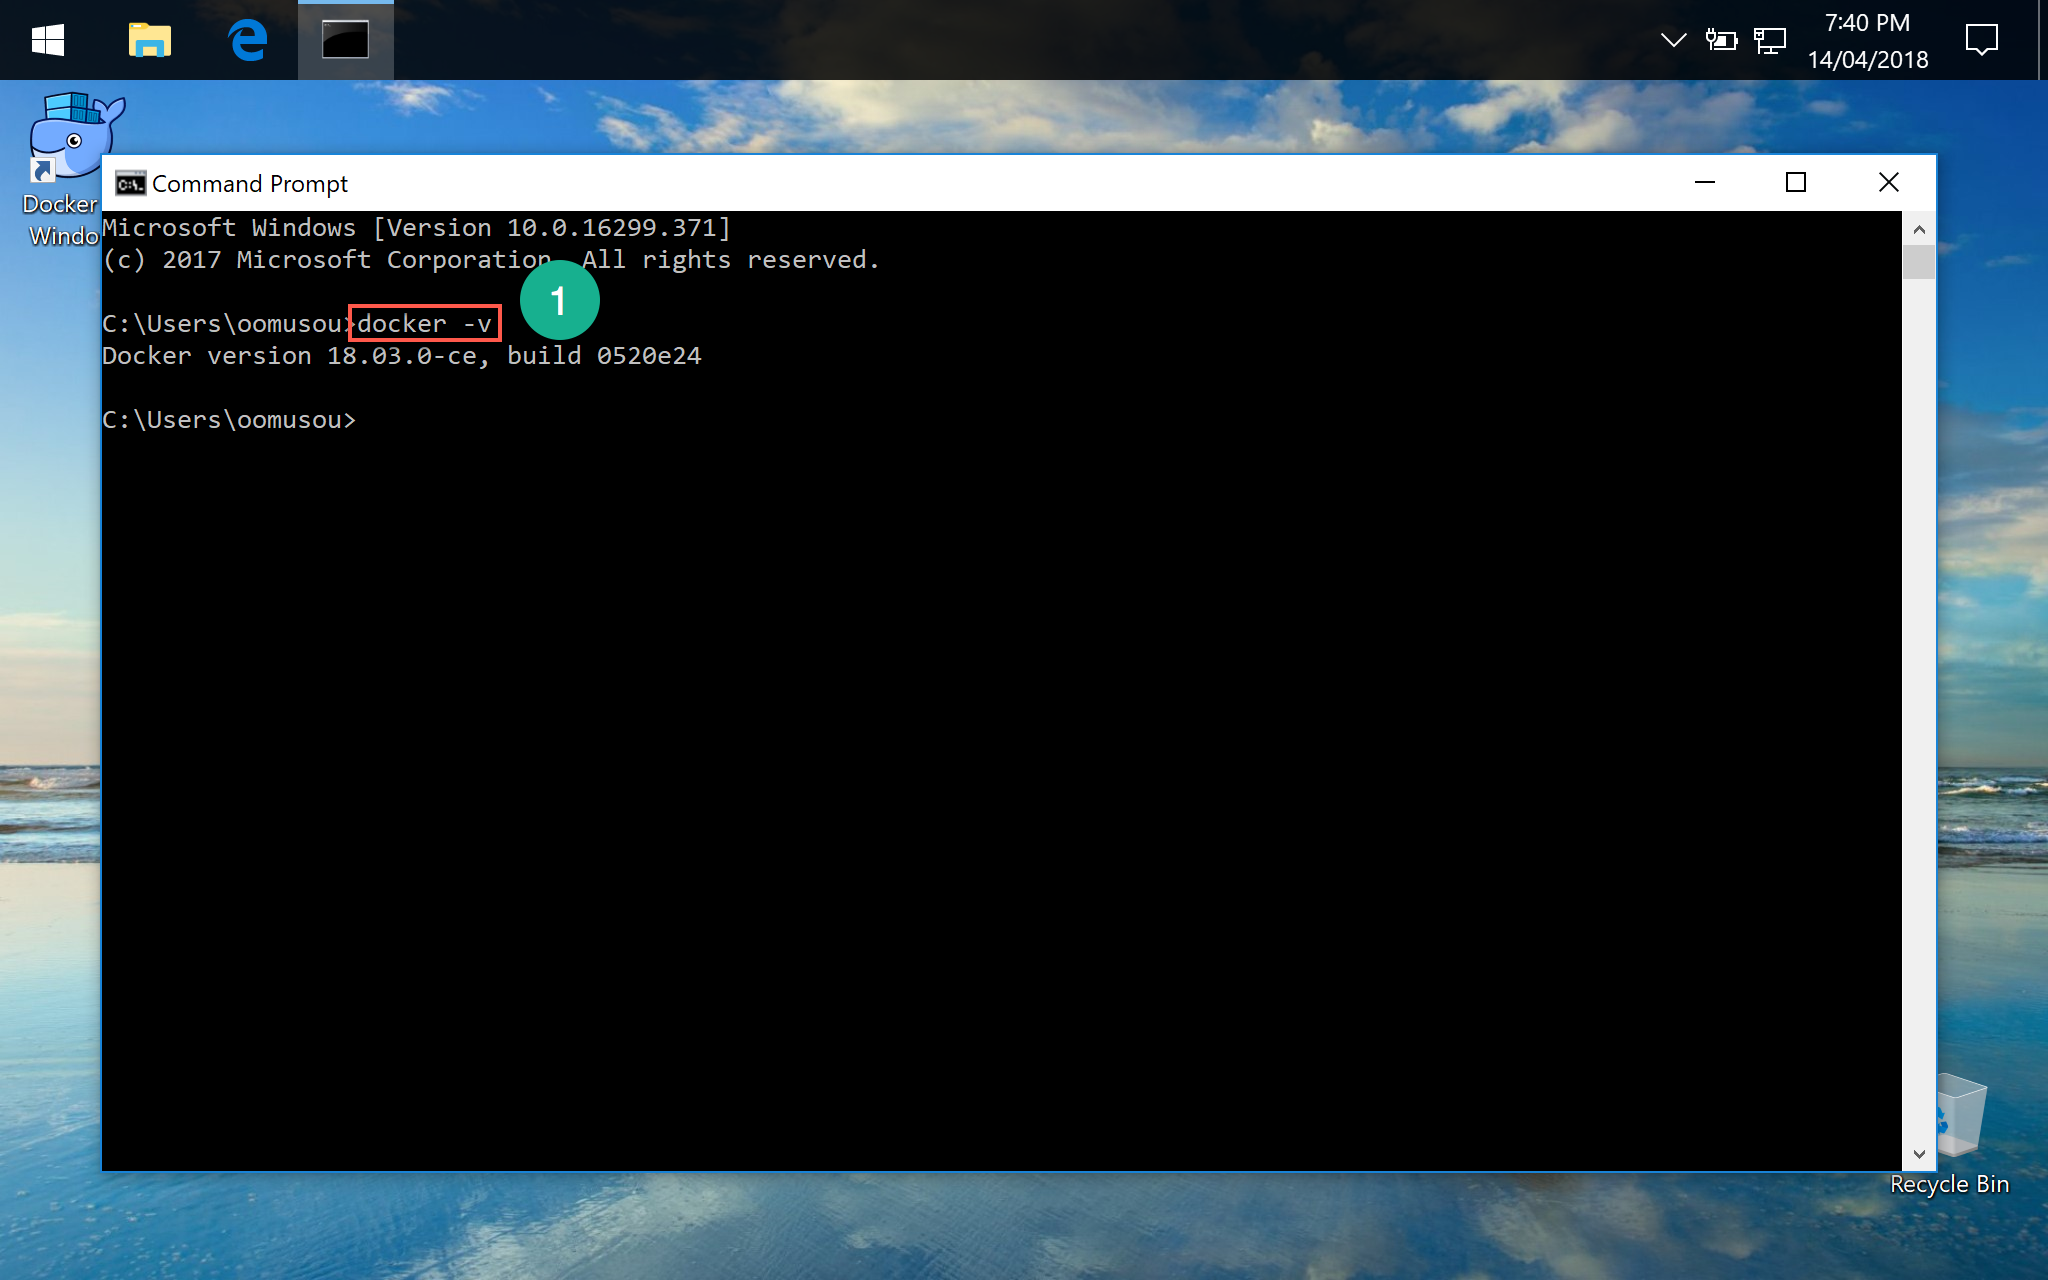 7:40 PM
14/04/2018
Docker
Windo
Command Prompt
Microsoft Windows [Version 10.0.16299.371]
(c) 2017 Microsoft Corporation. All rights reserved.
1
C:\Users\oomusou>docker -v
Docker version 18.03.0-ce, build 0520e24
C:\Users\oomusou>
Recycle Bin